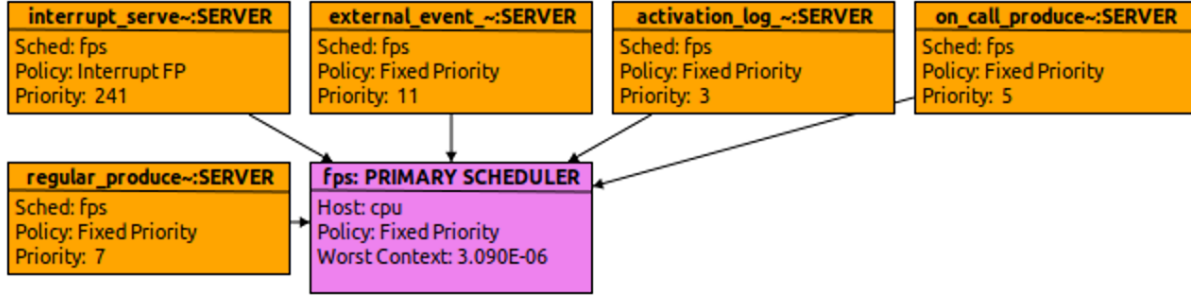 interrupt_serve~:SERVER
Sched: fps
Policy: Interrupt FP
Priority: 241
external_event_~:SERVER
Sched: fps
Policy: Fixed Priority
Priority: 11
activation_log_~:SERVER
Sched: fps
Policy: Fixed Priority
Priority: 3
on_call_produce~:SERVER
Sched: fps
Policy: Fixed Priority
Priority: 5
regular_produce~:SERVER
Sched: fps
Policy: Fixed Priority
Priority: 7
fps: PRIMARY SCHEDULER
Host: cpu
Policy: Fixed Priority
Worst Context: 3.090E-06